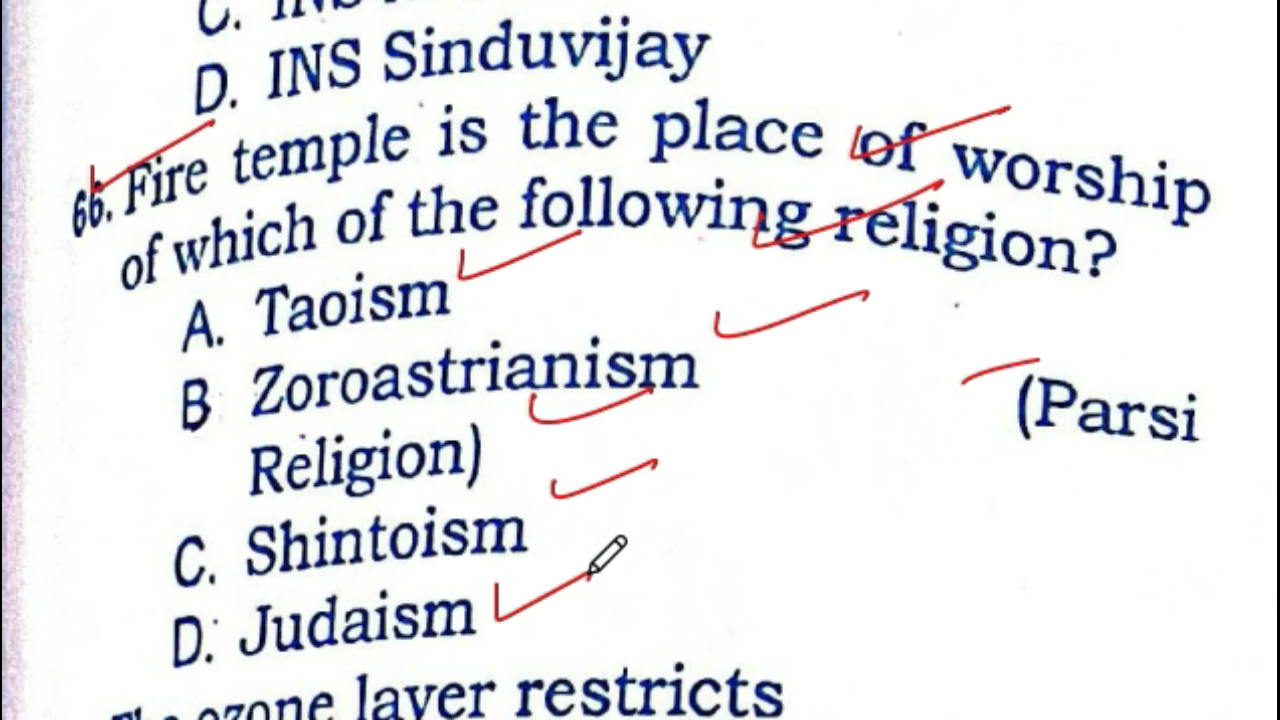 C.
D. INS Sinduvijay
66. Fire temple is the place of worship
of which of the following religion?
A. Taoism
B Zoroastrianism (Parsi
Religion)
C. Shintoism
D. Judaism
The ozone layer restricts